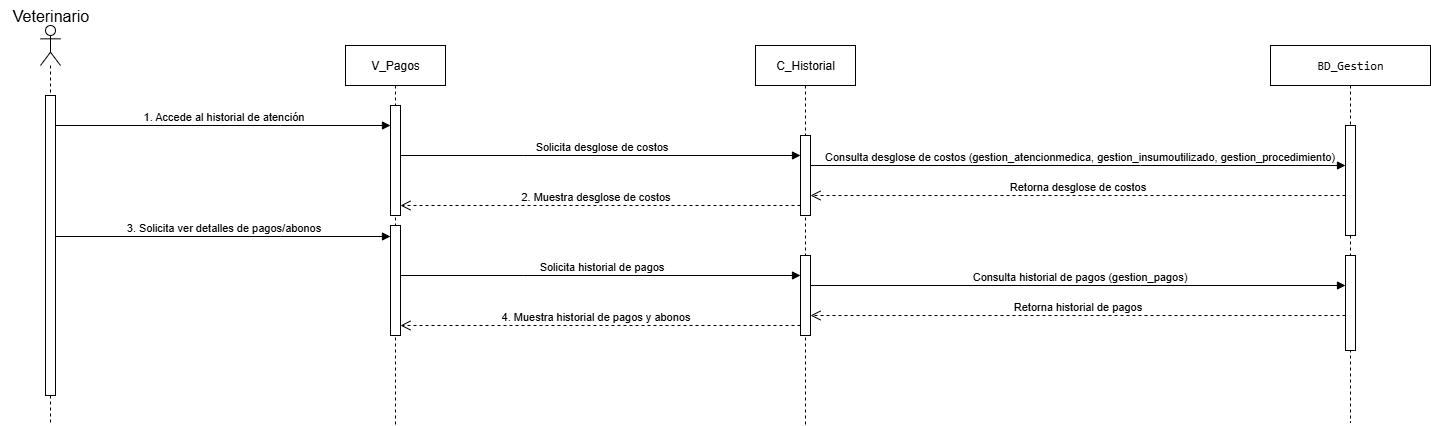 Veterinario
V_Pagos
C_Historial
BD_Gestion
1. Accede al historial de atención
Solicita desglose de costos
Consulta desglose de costos (gestion_atencionmedica, gestion_insumoutilizado, gestion_procedimiento)
Retorna desglose de costos
2. Muestra desglose de costos
3. Solicita ver detalles de pagos/abonos
Solicita historial de pagos
Consulta historial de pagos (gestion_pagos)
Retorna historial de pagos
4. Muestra historial de pagos y abonos